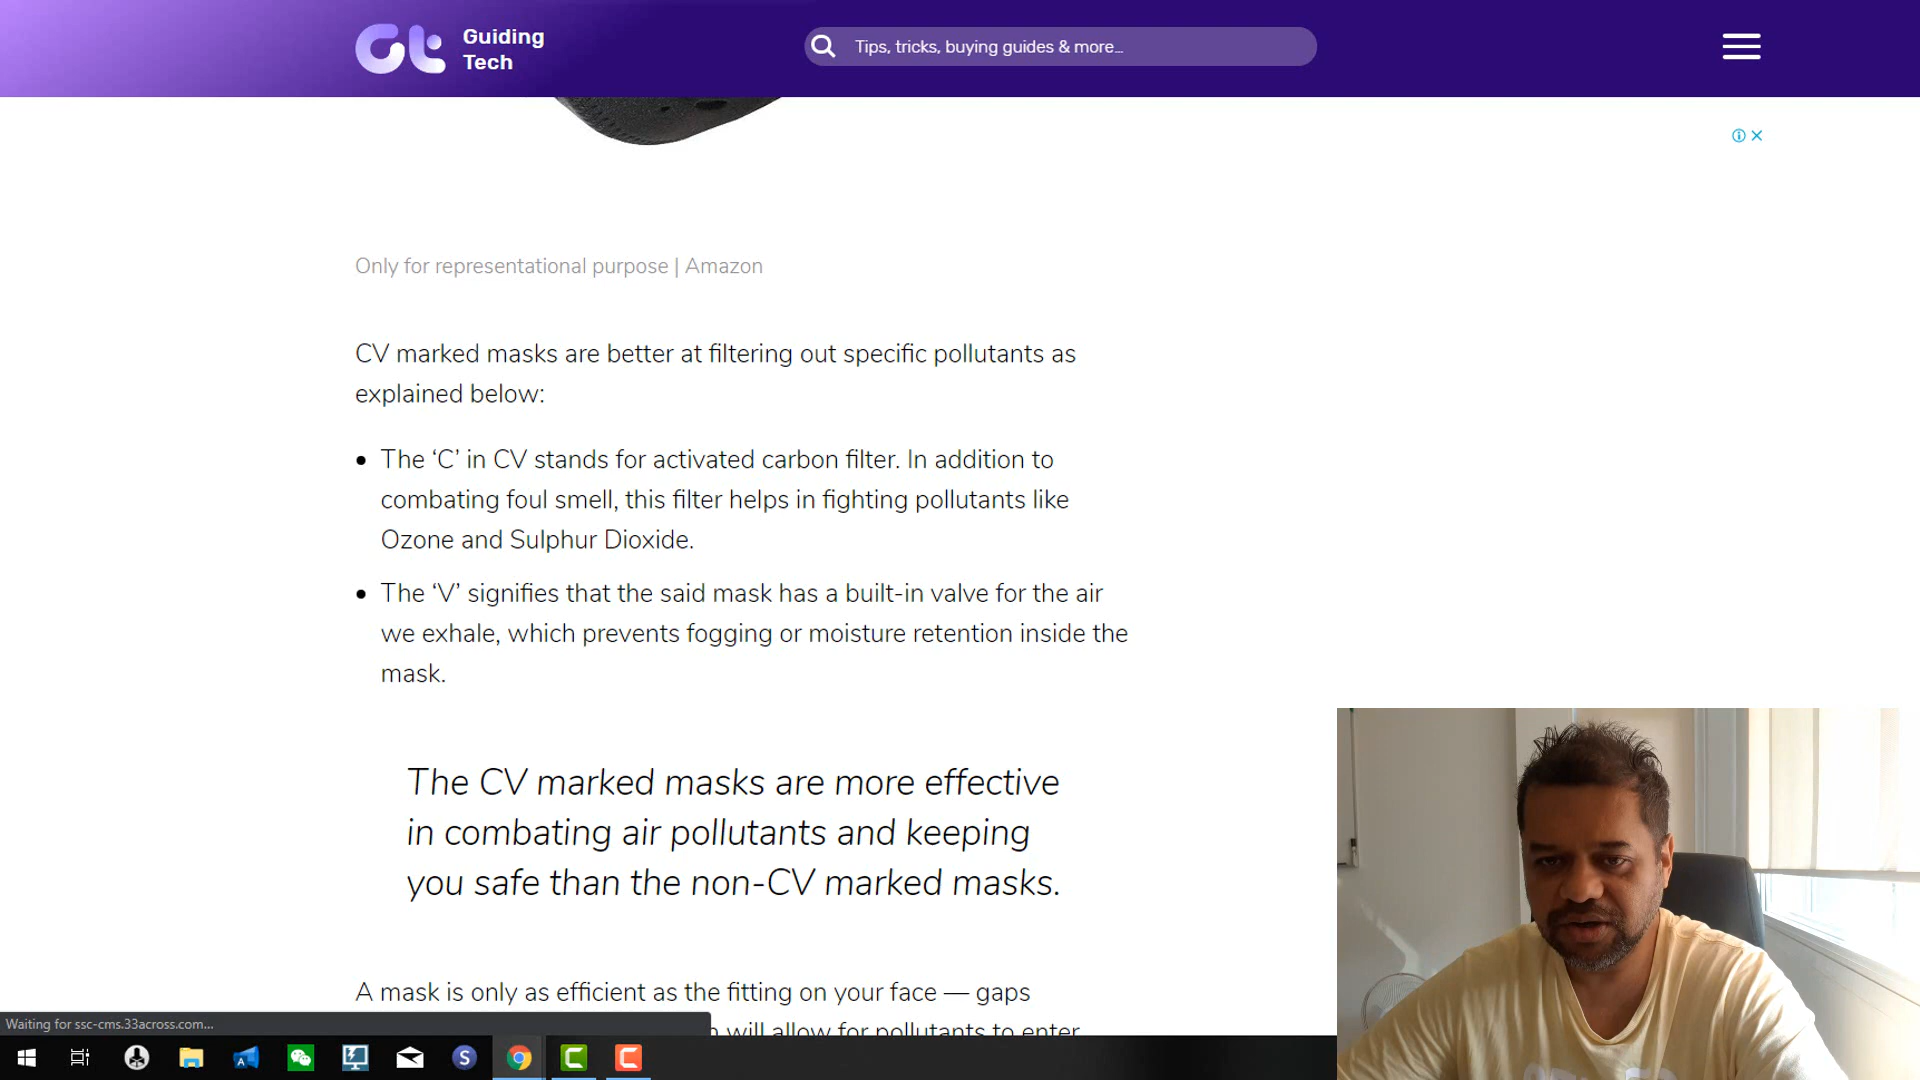 Guiding
Tech
Tips, tricks, buying guides & more…
Only for representational purpose | Amazon
CV marked masks are better at filtering out specific pollutants as
explained below:
The ‘C’ in CV stands for activated carbon filter. In addition to
combating foul smell, this filter helps in fighting pollutants like
Ozone and Sulphur Dioxide.
The ‘V’ signifies that the said mask has a built-in valve for the air
we exhale, which prevents fogging or moisture retention inside the
mask.
The CV marked masks are more effective
in combating air pollutants and keeping
you safe than the non-CV marked masks.
A mask is only as efficient as the fitting on your face — gaps
will allow for pollutants to enter
Waiting for ssc-cms.33across.com...